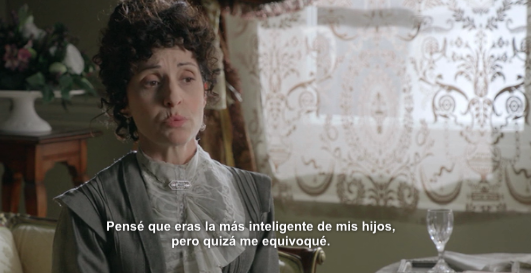 Pensé que eras la más inteligente de mis hijos,
pero quizá me equivoqué.